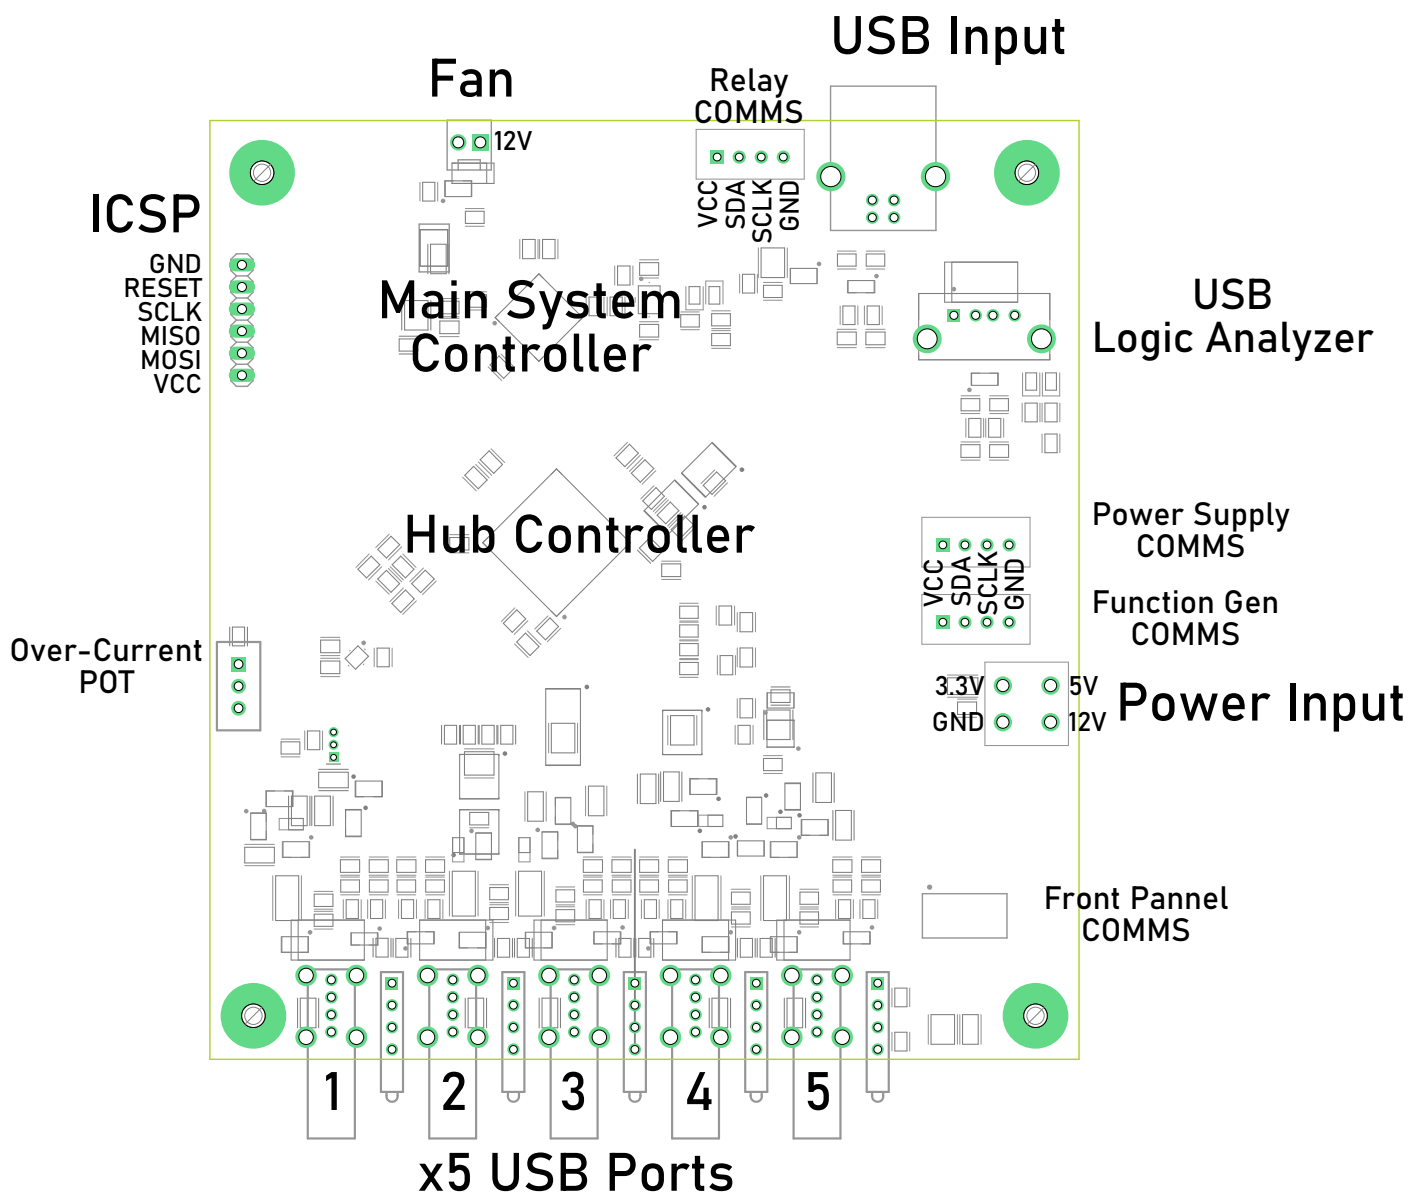 USB Input
Fan
Relay
COMMS
12V
VCC
SDA
SCLK
GND
ICSP
GND
RESET
SCLK
MISO
MOSI
VCC
Main System
Controller
USB
Logic Analyzer
Hub Controller
Power Supply
COMMS
VCC
SDA
SCLK
GND
Function Gen
COMMS
Over-Current
POT
3.3V
5V
GND
12V
Power Input
Front Pannel
COMMS
1
2
3
4
5
x5 USB Ports